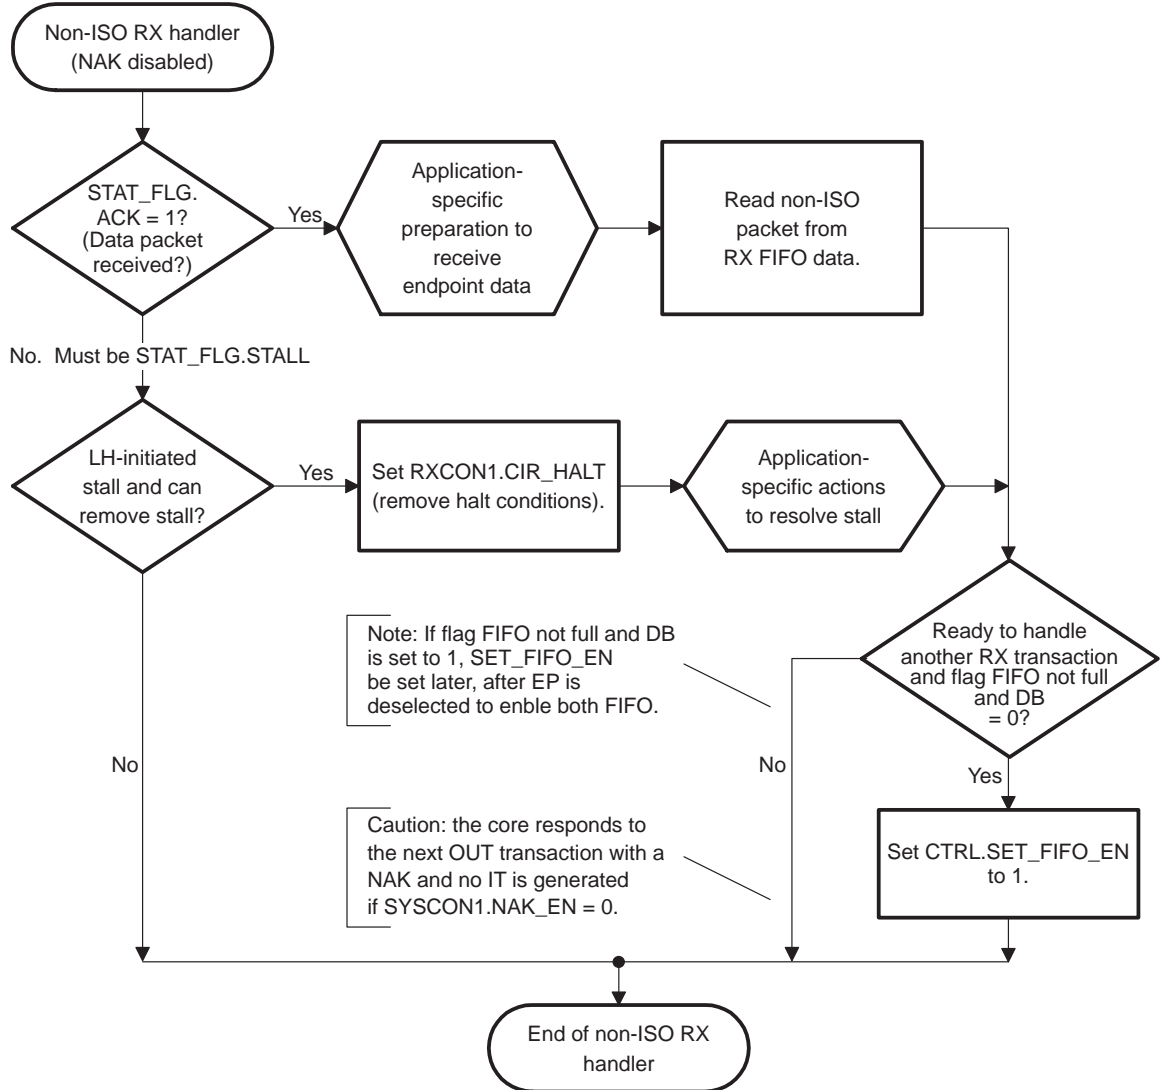 Non-ISO RX handler
(NAK disabled)
STAT_FLG.
ACK = 1?
(Data packet
received?)
Yes
Application-
specific
preparation to
receive
endpoint data
Read non-ISO
packet from
RX FIFO data.
No. Must be STAT_FLG.STALL
LH-initiated
stall and can
remove stall?
Yes
Set RXCON1.CIR_HALT
(remove halt conditions).
Application-
specific actions
to resolve stall
Note: If flag FIFO not full and DB
is set to 1, SET_FIFO_EN
be set later, after EP is
deselected to enble both FIFO.
Ready to handle
another RX transaction
and flag FIFO not full
and DB
= 0?
No
No
Yes
Caution: the core responds to
the next OUT transaction with a
NAK and no IT is generated
if SYSCON1.NAK_EN = 0.
Set CTRL.SET_FIFO_EN
to 1.
End of non-ISO RX
handler